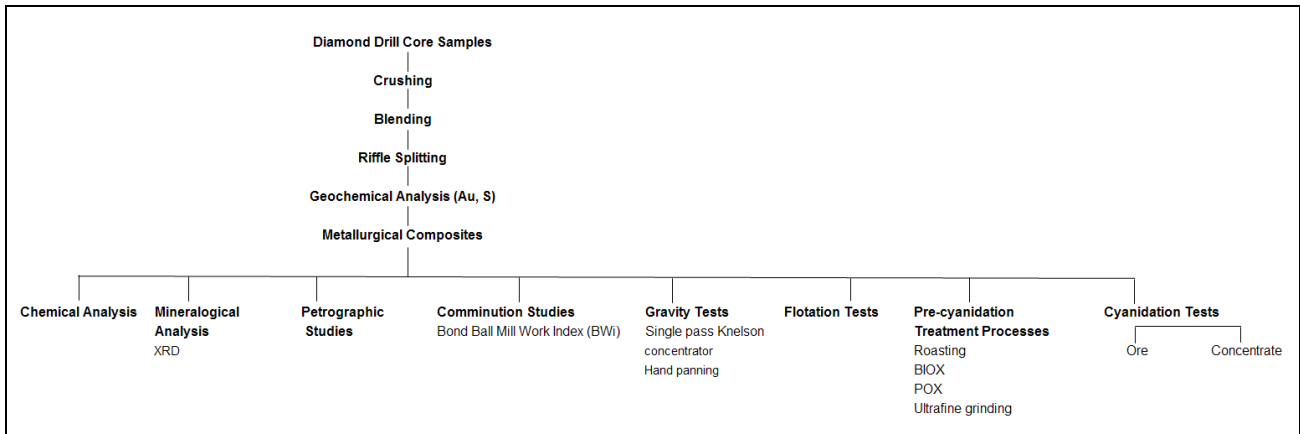 Diamond Drill Core Samples
Crushing
Blending
Riffle Splitting
Geochemical Analysis (Au, S)
Metallurgical Composites
Chemical Analysis
Mineralogical
Analysis
XRD
Petrographic
Studies
Comminution Studies
Bond Ball Mill Work Index (BWi)
Gravity Tests
Single pass Knelson
concentrator
Hand panning
Flotation Tests
Pre-cyanidation
Treatment Processes
Roasting
BIOX
POX
Ultrafine grinding
Cyanidation Tests
Ore
Concentrate